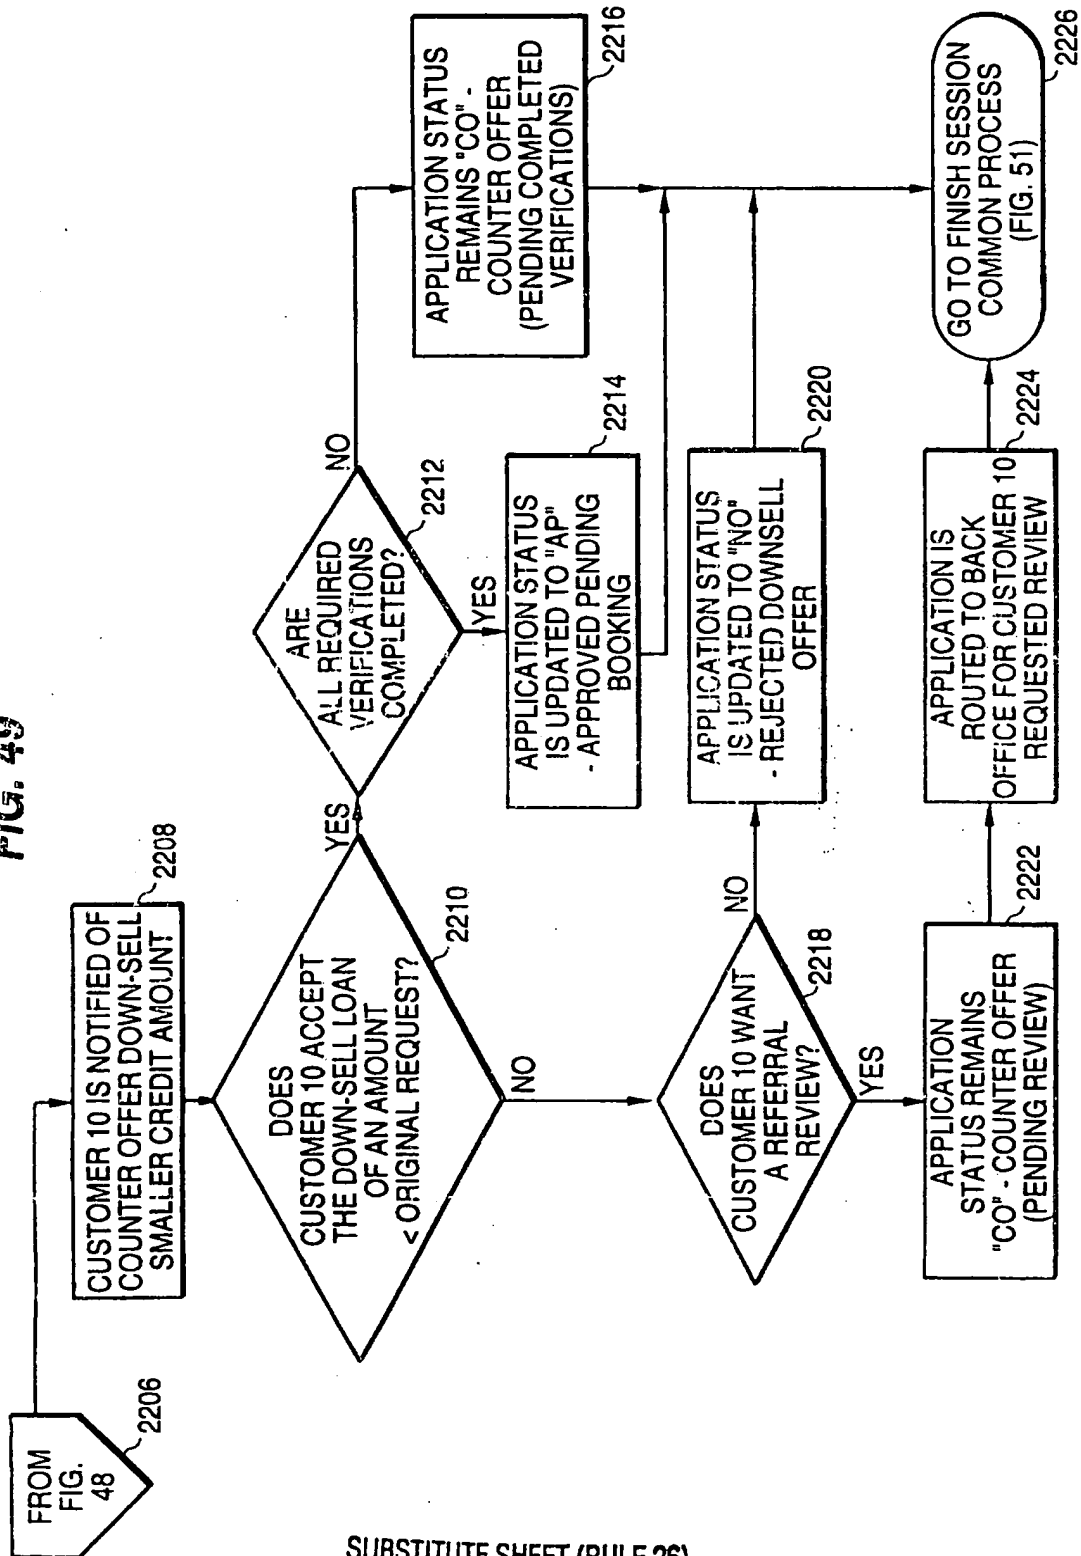 FIG. 49
FROM
FIG.
48
2206
CUSTOMER 10 IS NOTIFIED OF
COUNTER OFFER DOWN-SELL
SMALLER CREDIT AMOUNT
2208
DOES
CUSTOMER 10 ACCEPT
THE DOWN-SELL LOAN
OF AN AMOUNT
< ORIGINAL REQUEST?
2210
YES
NO
ARE
ALL REQUIRED
VERIFICATIONS
COMPLETED?
2212
NO
YES
APPLICATION STATUS
REMAINS "CO" -
COUNTER OFFER
(PENDING COMPLETED
VERIFICATIONS)
2216
APPLICATION STATUS
IS UPDATED TO "AP"
- APPROVED PENDING
BOOKING
2214
DOES
CUSTOMER 10 WANT
A REFERRAL
REVIEW?
2218
NO
YES
APPLICATION STATUS
IS UPDATED TO "NO"
- REJECTED DOWNSELL
OFFER
2220
APPLICATION
STATUS REMAINS
"CO" - COUNTER OFFER
(PENDING REVIEW)
2222
APPLICATION IS
ROUTED TO BACK
OFFICE FOR CUSTOMER 10
REQUESTED REVIEW
2224
GO TO FINISH SESSION
COMMON PROCESS
(FIG. 51)
2226
SUBSTITUTE SHEET (RULE 26)